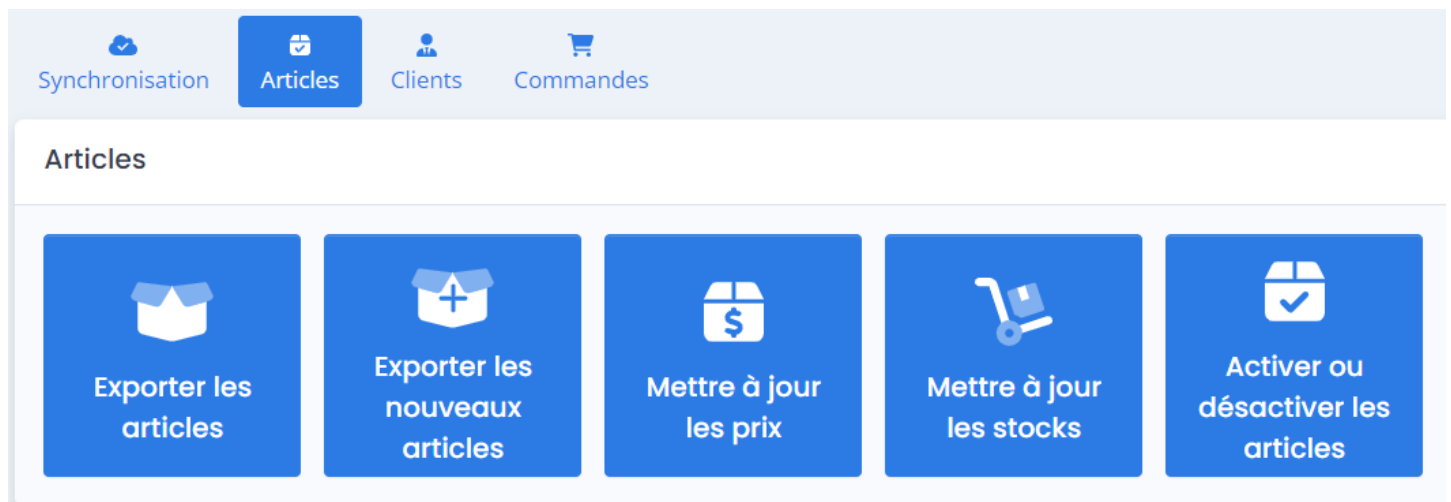 Synchronisation
Articles
Clients
Commandes
Articles
Exporter les
articles
Exporter les
nouveaux
articles
Mettre à jour
les prix
Mettre à jour
les stocks
Activer ou
désactiver les
articles